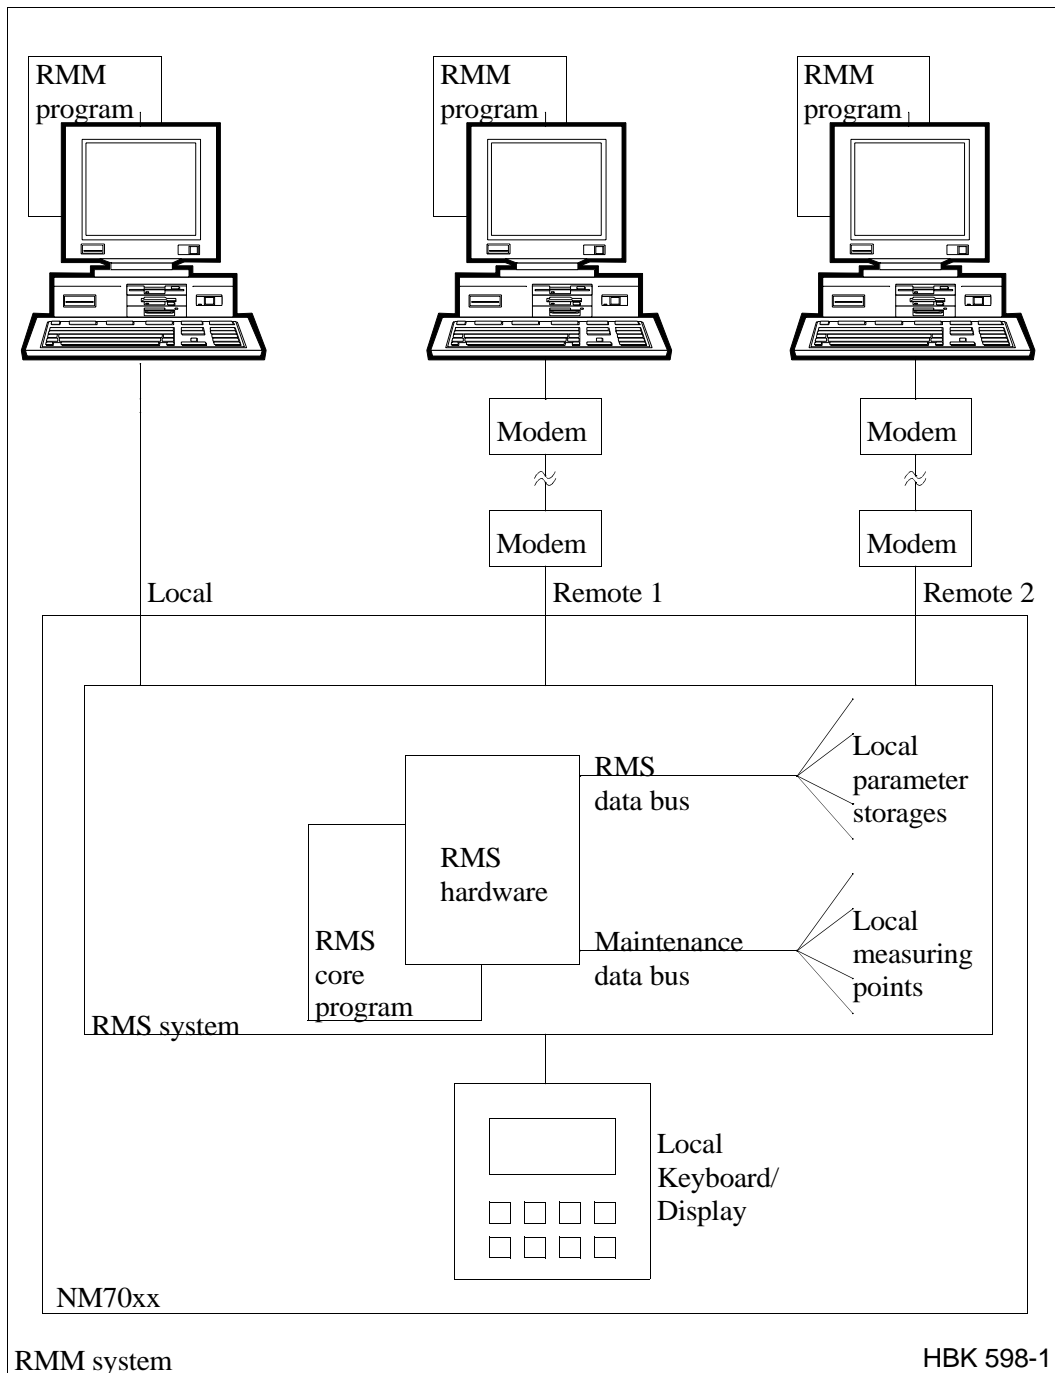 RMM
program
RMM
program
RMM
program
Modem
Modem
Modem
Modem
Local
Remote 1
Remote 2
RMS
data bus
Local
parameter
storages
RMS
hardware
RMS
core
program
Maintenance
data bus
Local
measuring
points
RMS system
Local
Keyboard/
Display
NM70xx
RMM system
HBK 598-1